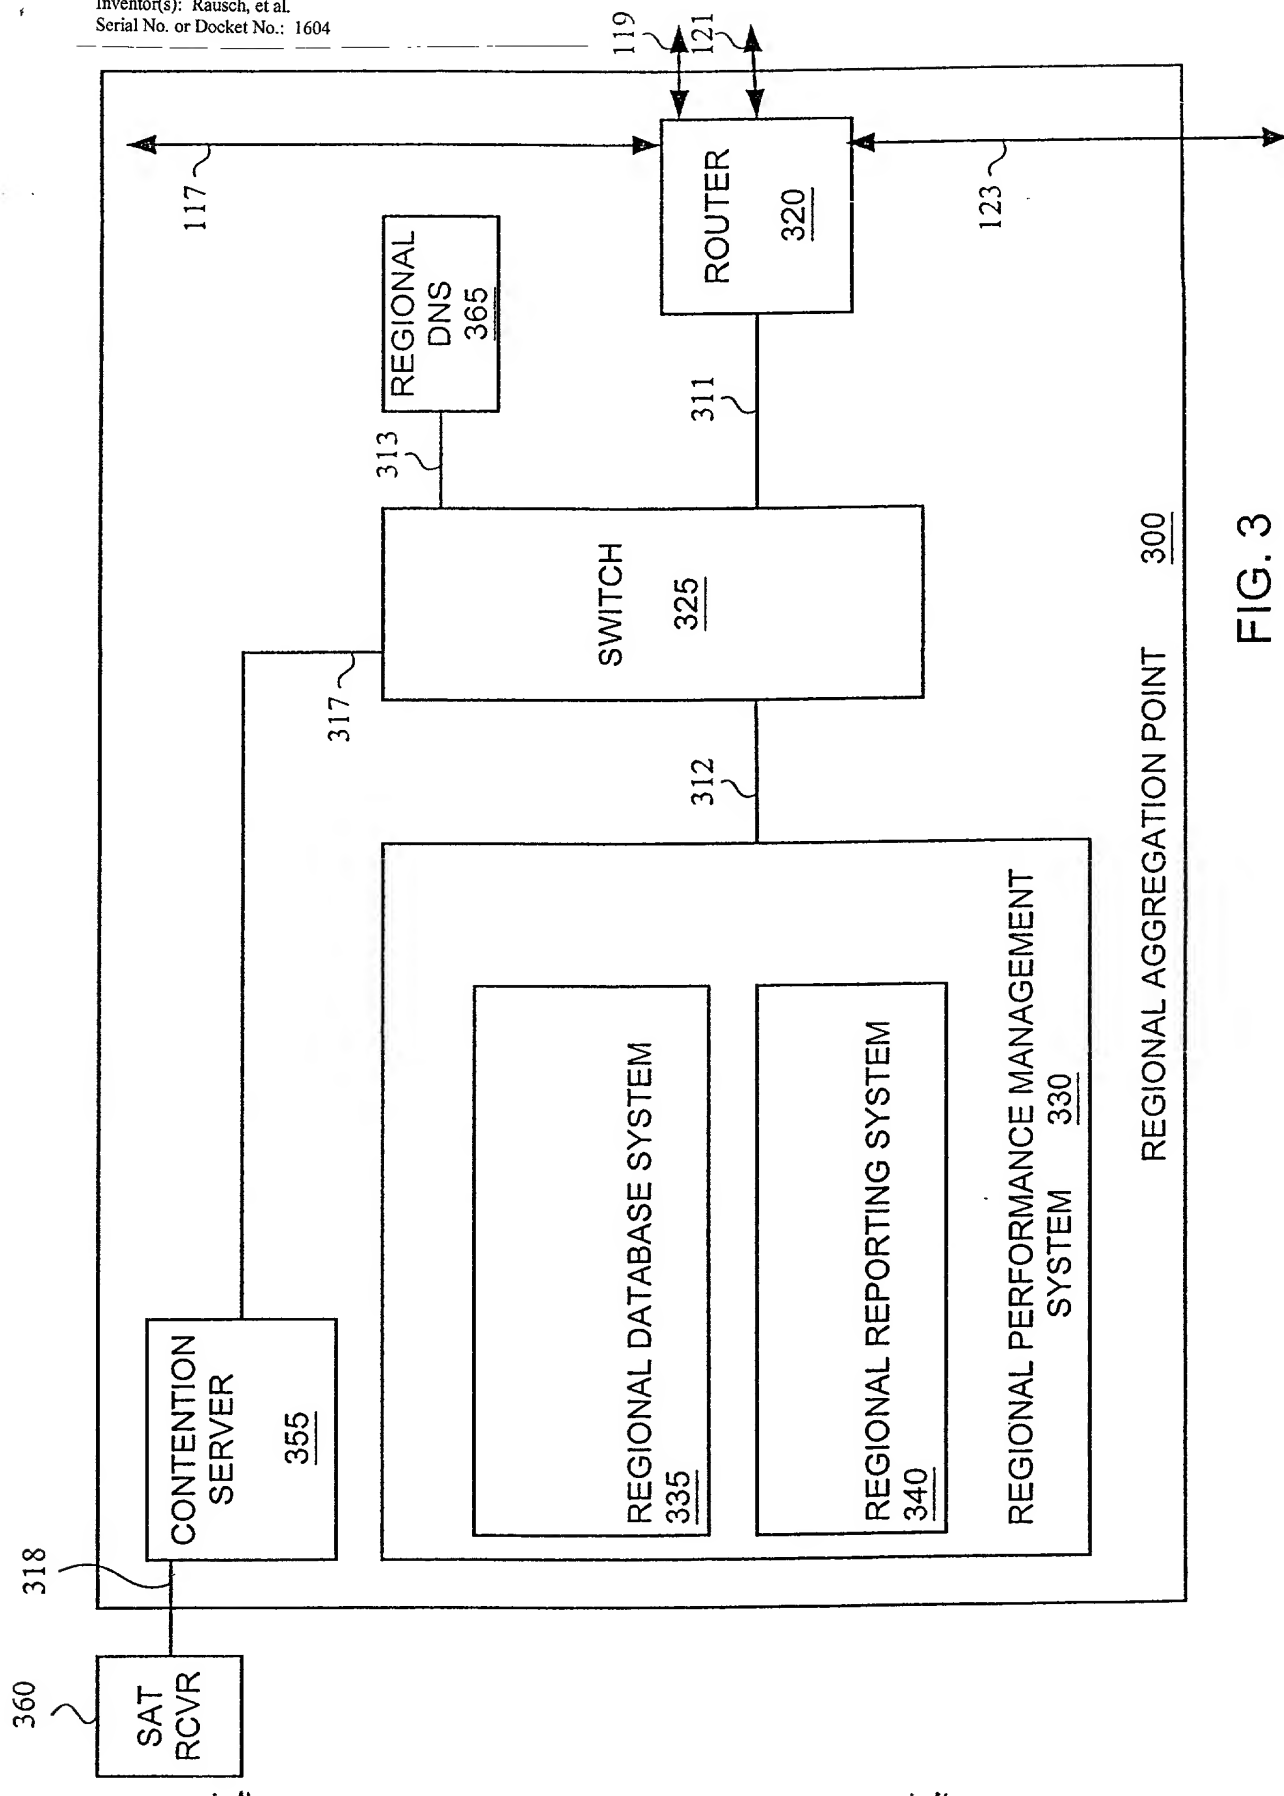 Inventor(s): Rausch, et al.
Serial No. or Docket No.: 1604
360
SAT
RCVR
318
CONTENTION
SERVER
355
317
117
REGIONAL
DNS
365
313
119
121
ROUTER
320
311
SWITCH
325
312
123
REGIONAL DATABASE SYSTEM
335
REGIONAL REPORTING SYSTEM
340
REGIONAL PERFORMANCE MANAGEMENT
SYSTEM 330
REGIONAL AGGREGATION POINT 300
FIG. 3